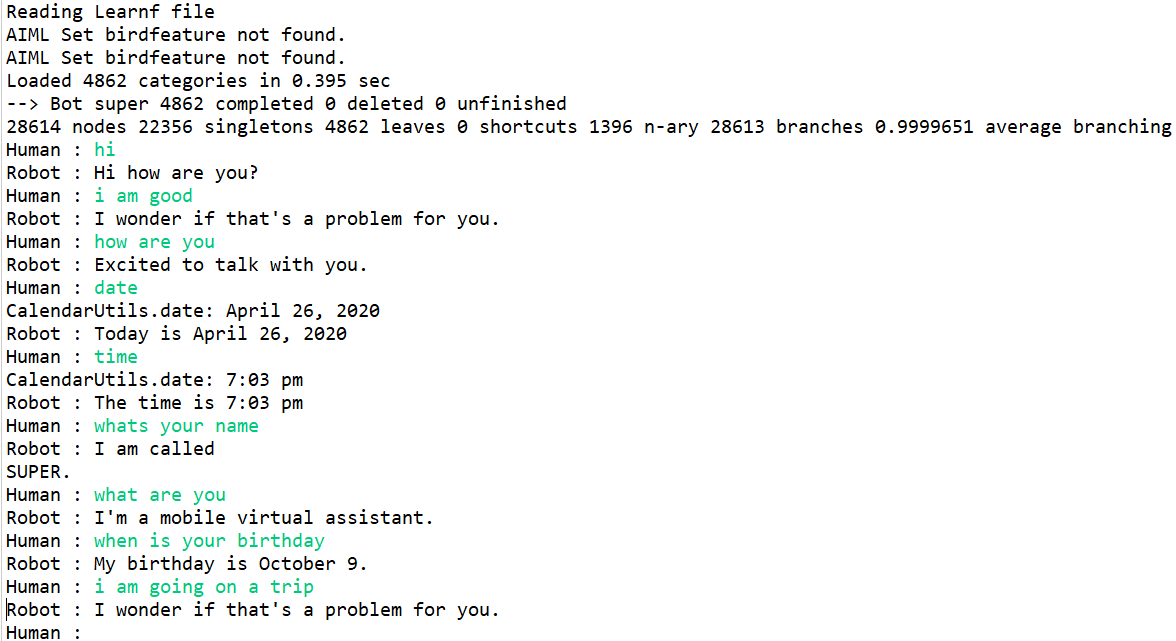 Reading Learnf file
AIML Set birdfeature not found.
AIML Set birdfeature not found.
Loaded 4862 categories in 0.395 sec
--> Bot super 4862 completed 0 deleted 0 unfinished
28614 nodes 22356 singletons 4862 leaves 0 shortcuts 1396 n-ary 28613 branches 0.9999651 average branching
Human : hi
Robot : Hi how are you?
Human : i am good
Robot : I wonder if that's a problem for you.
Human : how are you
Robot : Excited to talk with you.
Human : date
CalendarUtils.date: April 26, 2020
Robot : Today is April 26, 2020
Human : time
CalendarUtils.date: 7:03 pm
Robot : The time is 7:03 pm
Human : whats your name
Robot : I am called
SUPER.
Human : what are you
Robot : I'm a mobile virtual assistant.
Human : when is your birthday
Robot : My birthday is October 9.
Human : i am going on a trip
Robot : I wonder if that's a problem for you.
Human :